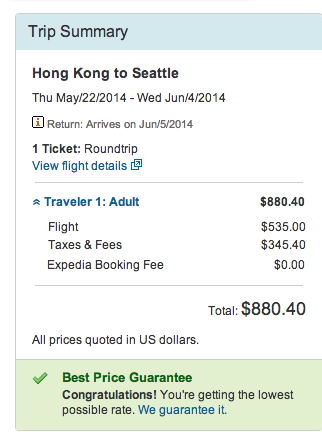 Trip Summary
Hong Kong to Seattle
Thu May/22/2014 - Wed Jun/4/2014
i Return: Arrives on Jun/5/2014
1 Ticket: Roundtrip
View flight details
Traveler 1: Adult $880.40
Flight $535.00
Taxes & Fees $345.40
Expedia Booking Fee $0.00
Total: $880.40
All prices quoted in US dollars.
Best Price Guarantee
Congratulations! You're getting the lowest
possible rate. We guarantee it.